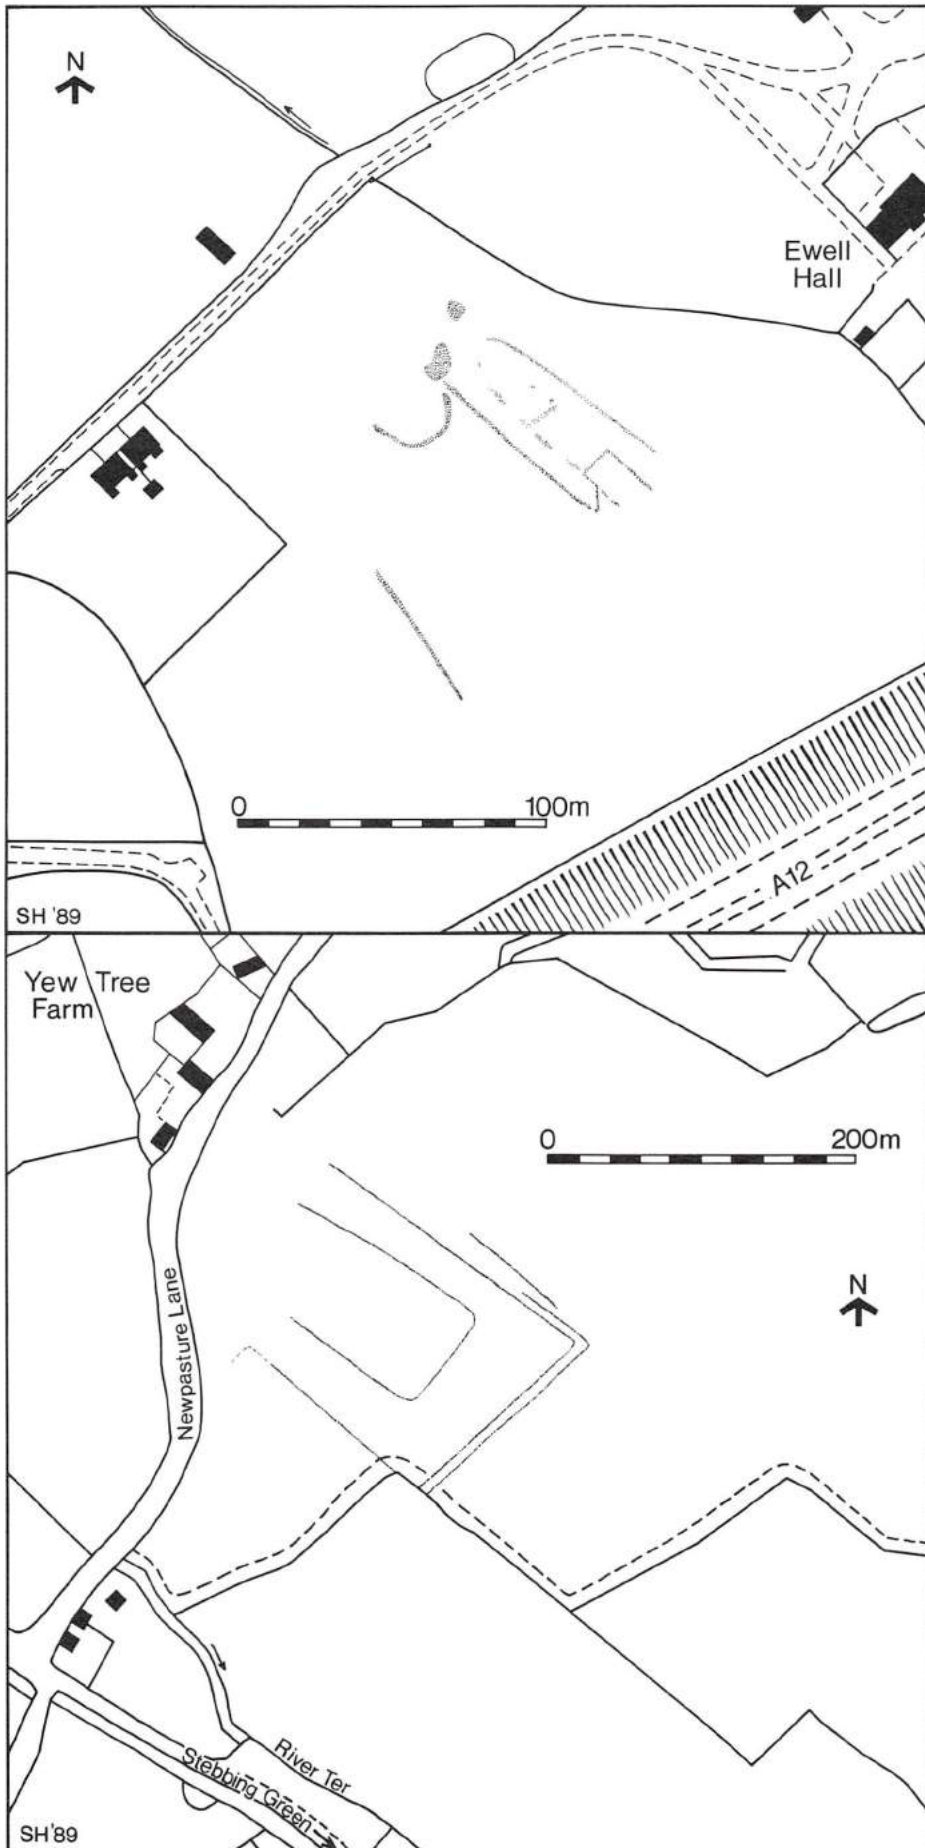 N
Ewell
Hall
0 100m
A12
SH '89
Yew Tree
Farm
0 200m
N
Newpasture Lane
River Ter
Stebbing Green
SH '89